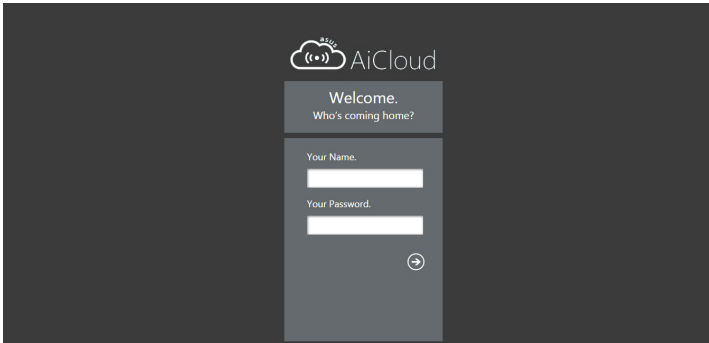 asus
AiCloud
Welcome.
Who's coming home?
Your Name.
Your Password.